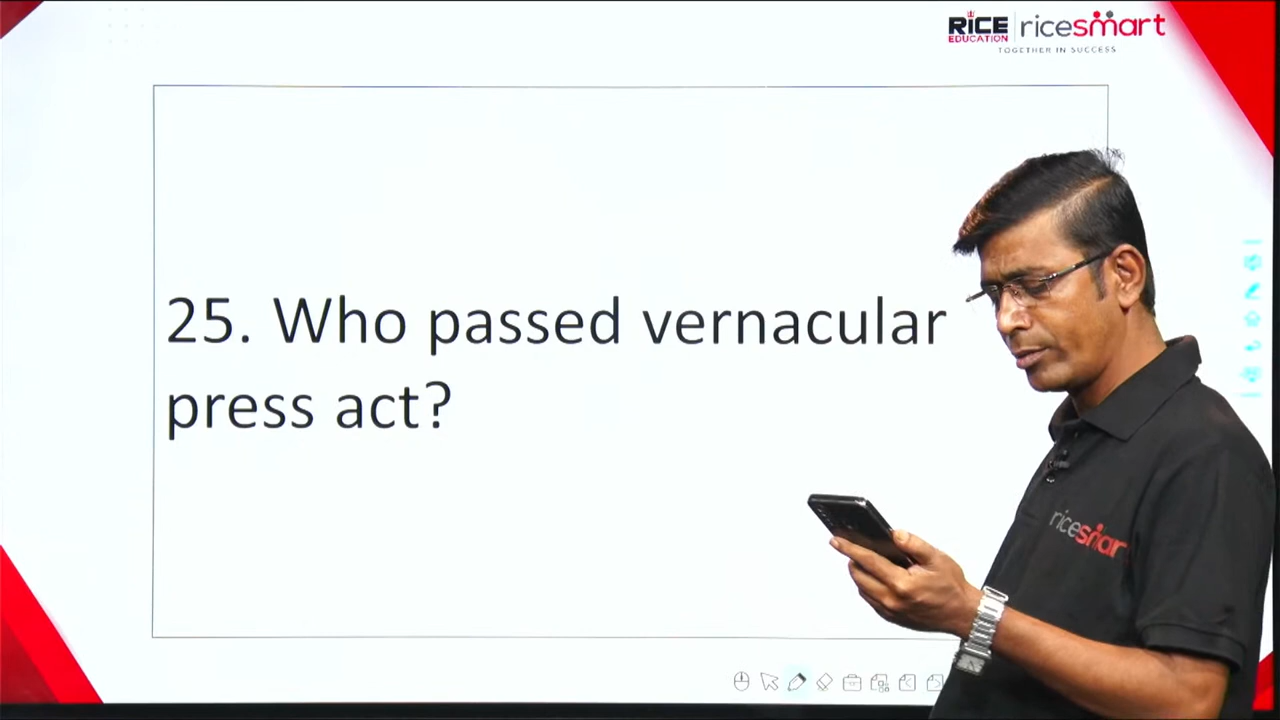 RICE
EDUCATION
ricesmart
TOGETHER IN SUCCESS
25. Who passed vernacular
press act?
ricesmart